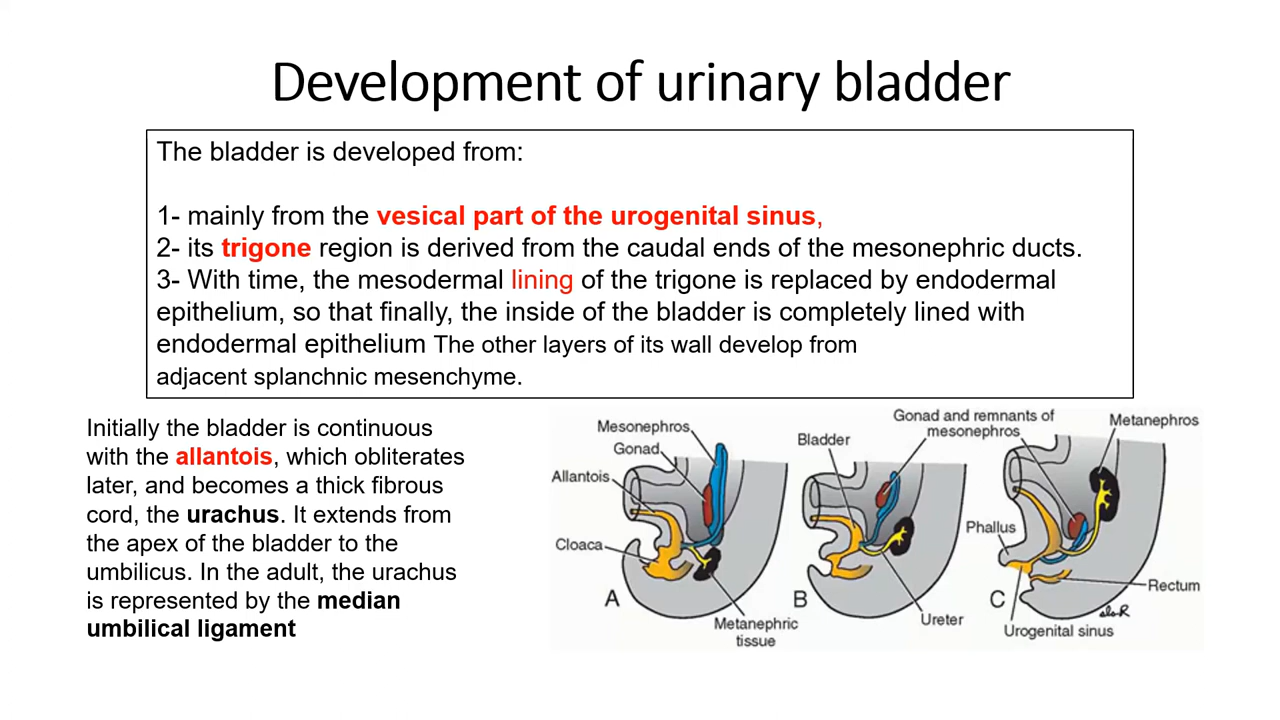 Development of urinary bladder
The bladder is developed from:
1- mainly from the vesical part of the urogenital sinus,
2- its trigone region is derived from the caudal ends of the mesonephric ducts.
3- With time, the mesodermal lining of the trigone is replaced by endodermal
epithelium, so that finally, the inside of the bladder is completely lined with
endodermal epithelium The other layers of its wall develop from
adjacent splanchnic mesenchyme.
Initially the bladder is continuous
with the allantois, which obliterates
later, and becomes a thick fibrous
cord, the urachus. It extends from
the apex of the bladder to the
umbilicus. In the adult, the urachus
is represented by the median
umbilical ligament
Mesonephros
Gonad
Allantois
Cloaca
A
Metanephric
tissue
Bladder
B
Ureter
Gonad and remnants of
mesonephros
Metanephros
Phallus
C
Rectum
Urogenital sinus